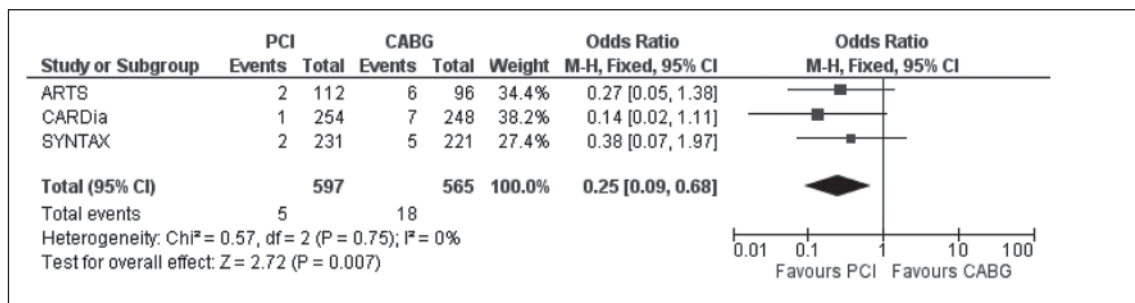 PCI CABG Odds Ratio Odds Ratio
Study or Subgroup Events Total Events Total Weight M-H, Fixed, 95% CI M-H, Fixed, 95% CI
ARTS 2 112 6 96 34.4% 0.27 [0.05, 1.38]
CARDia 1 254 7 248 38.2% 0.14 [0.02, 1.11]
SYNTAX 2 231 5 221 27.4% 0.38 [0.07, 1.97]
Total (95% CI) 597 565 100.0% 0.25 [0.09, 0.68]
Total events 5 18
Heterogeneity: Chi² = 0.57, df = 2 (P = 0.75); I² = 0%
Test for overall effect: Z = 2.72 (P = 0.007)
0.01 0.1 1 10 100
Favours PCI Favours CABG